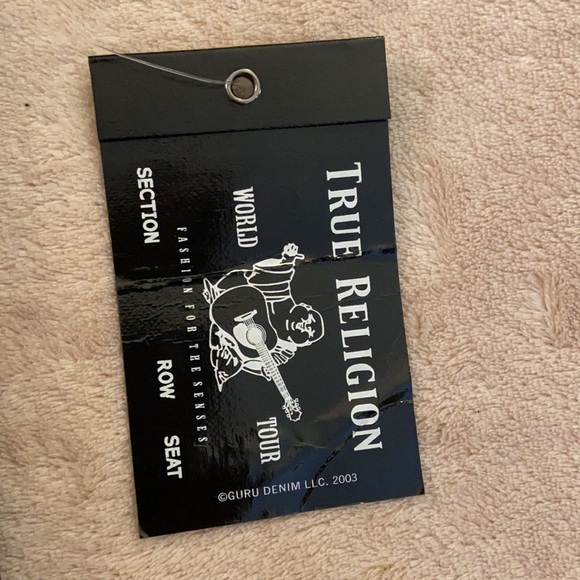 TRUE RELIGION
WORLD TOUR
FASHION FOR THE SENSES
SECTION ROW SEAT
©GURU DENIM LLC. 2003